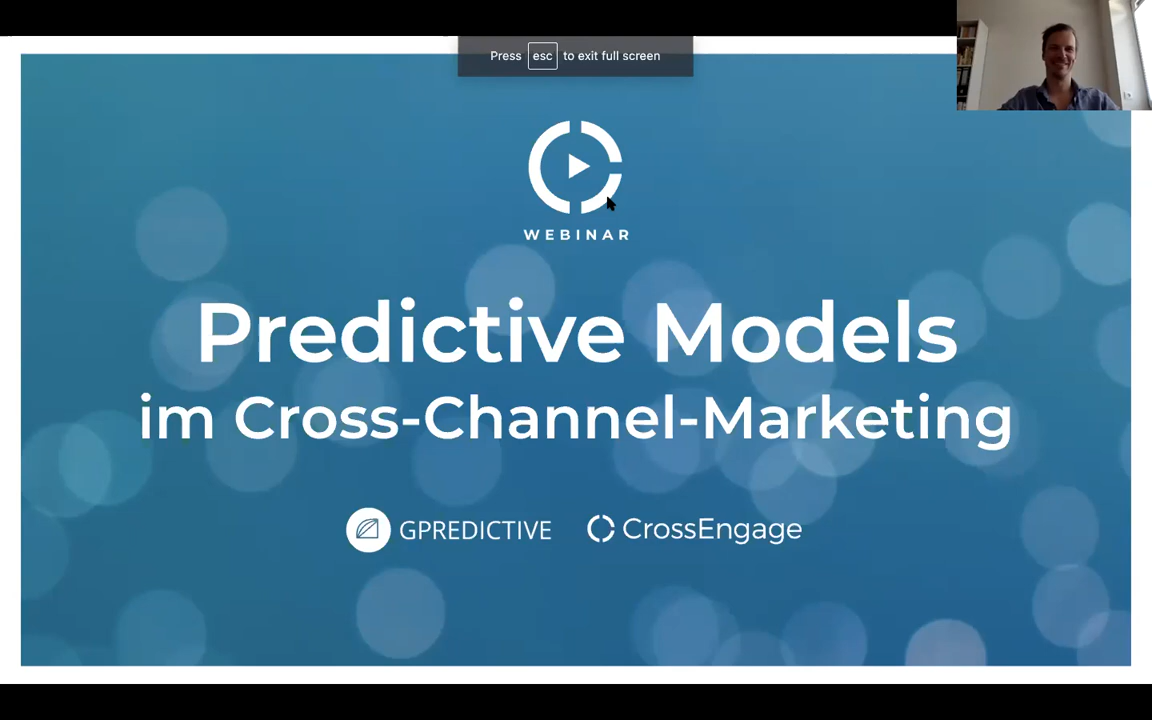 Press esc to exit full screen
WEBINAR
Predictive Models
im Cross-Channel-Marketing
GPREDICTIVE CrossEngage